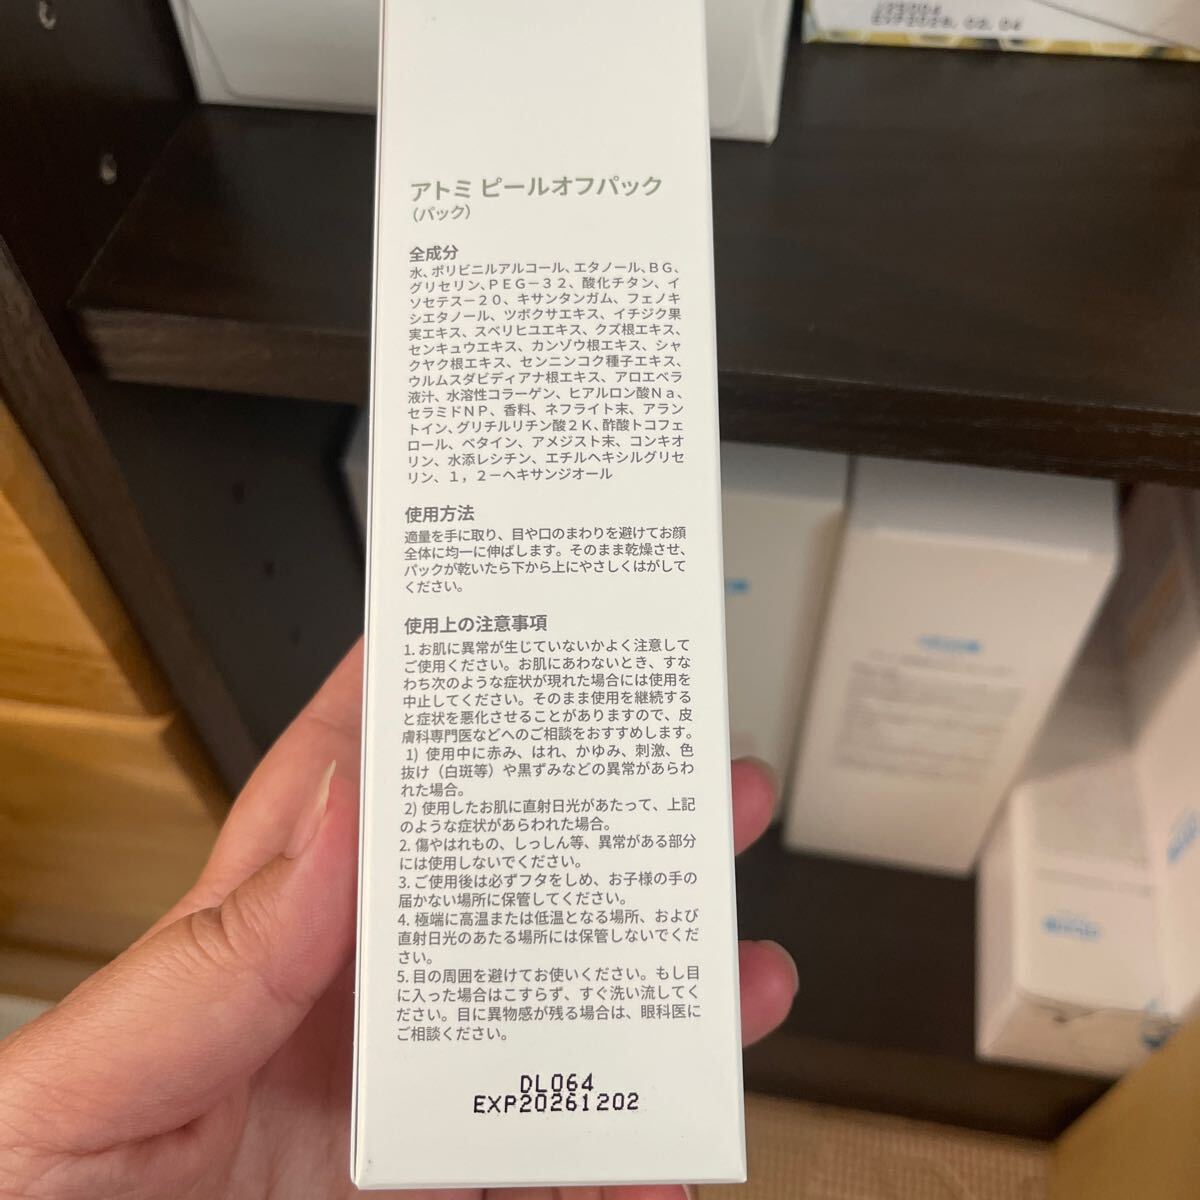 J35004
EXP2026.02.04
アトミ ピールオフパック
（パック）
全成分
水、ポリビニルアルコール、エタノール、ＢＧ、
グリセリン、ＰＥＧ－３２、酸化チタン、イ
ソセテス－２０、キサンタンガム、フェノキ
シエタノール、ツボクサエキス、イチジク果
実エキス、スベリヒユエキス、クズ根エキス、
センキュウエキス、カンゾウ根エキス、シャ
クヤク根エキス、センニンコク種子エキス、
ウルムスダビディアナ根エキス、アロエベラ
液汁、水溶性コラーゲン、ヒアルロン酸Ｎａ、
セラミドＮＰ、香料、ネフライト末、アラン
トイン、グリチルリチン酸２Ｋ、酢酸トコフェ
ロール、ベタイン、アメジスト末、コンキオ
リン、水添レシチン、エチルヘキシルグリセ
リン、１，２－ヘキサンジオール
使用方法
適量を手に取り、目や口のまわりを避けてお顔
全体に均一に伸ばします。そのまま乾燥させ、
パックが乾いたら下から上にやさしくはがして
ください。
使用上の注意事項
1. お肌に異常が生じていないかよく注意して
ご使用ください。お肌にあわないとき、すな
わち次のような症状が現れた場合には使用を
中止してください。そのまま使用を継続する
と症状を悪化させることがありますので、皮
膚科専門医などへのご相談をおすすめします。
1) 使用中に赤み、はれ、かゆみ、刺激、色
抜け（白斑等）や黒ずみなどの異常があらわ
れた場合。
2) 使用したお肌に直射日光があたって、上記
のような症状があらわれた場合。
2. 傷やはれもの、しっしん等、異常がある部分
には使用しないでください。
3. ご使用後は必ずフタをしめ、お子様の手の
届かない場所に保管してください。
4. 極端に高温または低温となる場所、および
直射日光のあたる場所には保管しないでくだ
さい。
5. 目の周囲を避けてお使いください。もし目
に入った場合はこすらず、すぐ洗い流してく
ださい。目に異物感が残る場合は、眼科医に
ご相談ください。
DL064
EXP20261202